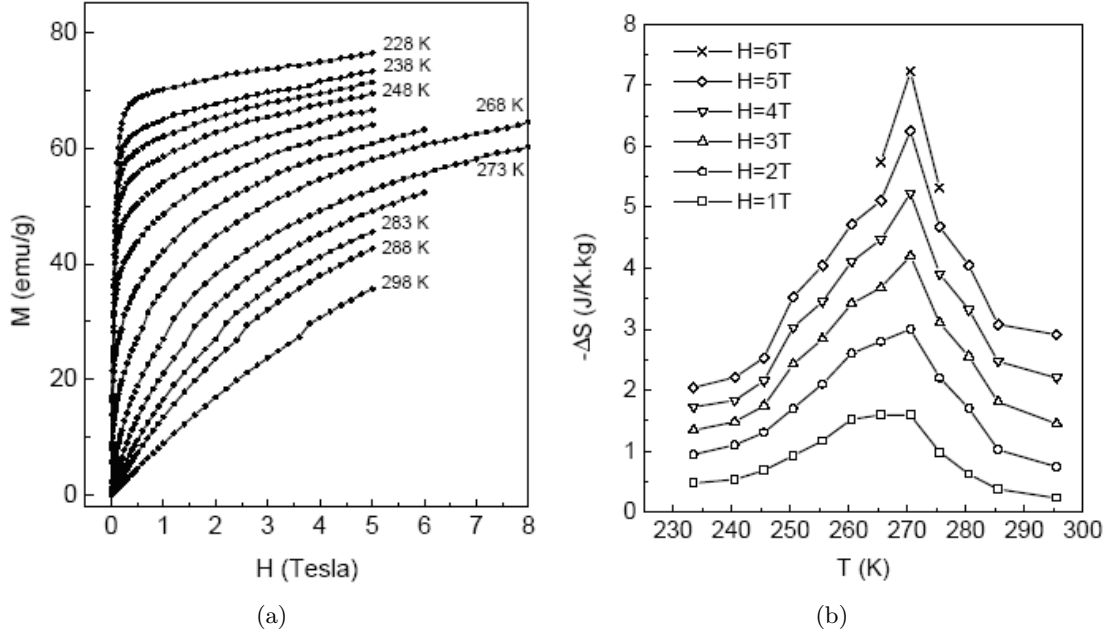 80
60
40
20
0
M (emu/g)
228 K
238 K
248 K
268 K
273 K
283 K
288 K
298 K
0 1 2 3 4 5 6 7 8
H (Tesla)
(a)
8
7
6
5
4
3
2
1
0
-ΔS (J/K.kg)
H=6T
H=5T
H=4T
H=3T
H=2T
H=1T
230 240 250 260 270 280 290 300
T (K)
(b)